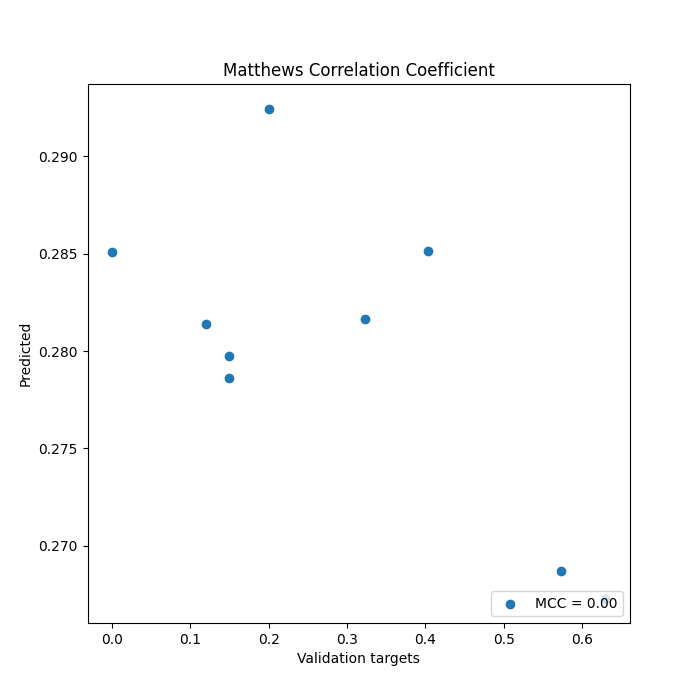 Matthews Correlation Coefficient
0.290
0.285
0.280
0.275
0.270
Predicted
MCC = 0.00
0.0 0.1 0.2 0.3 0.4 0.5 0.6
Validation targets